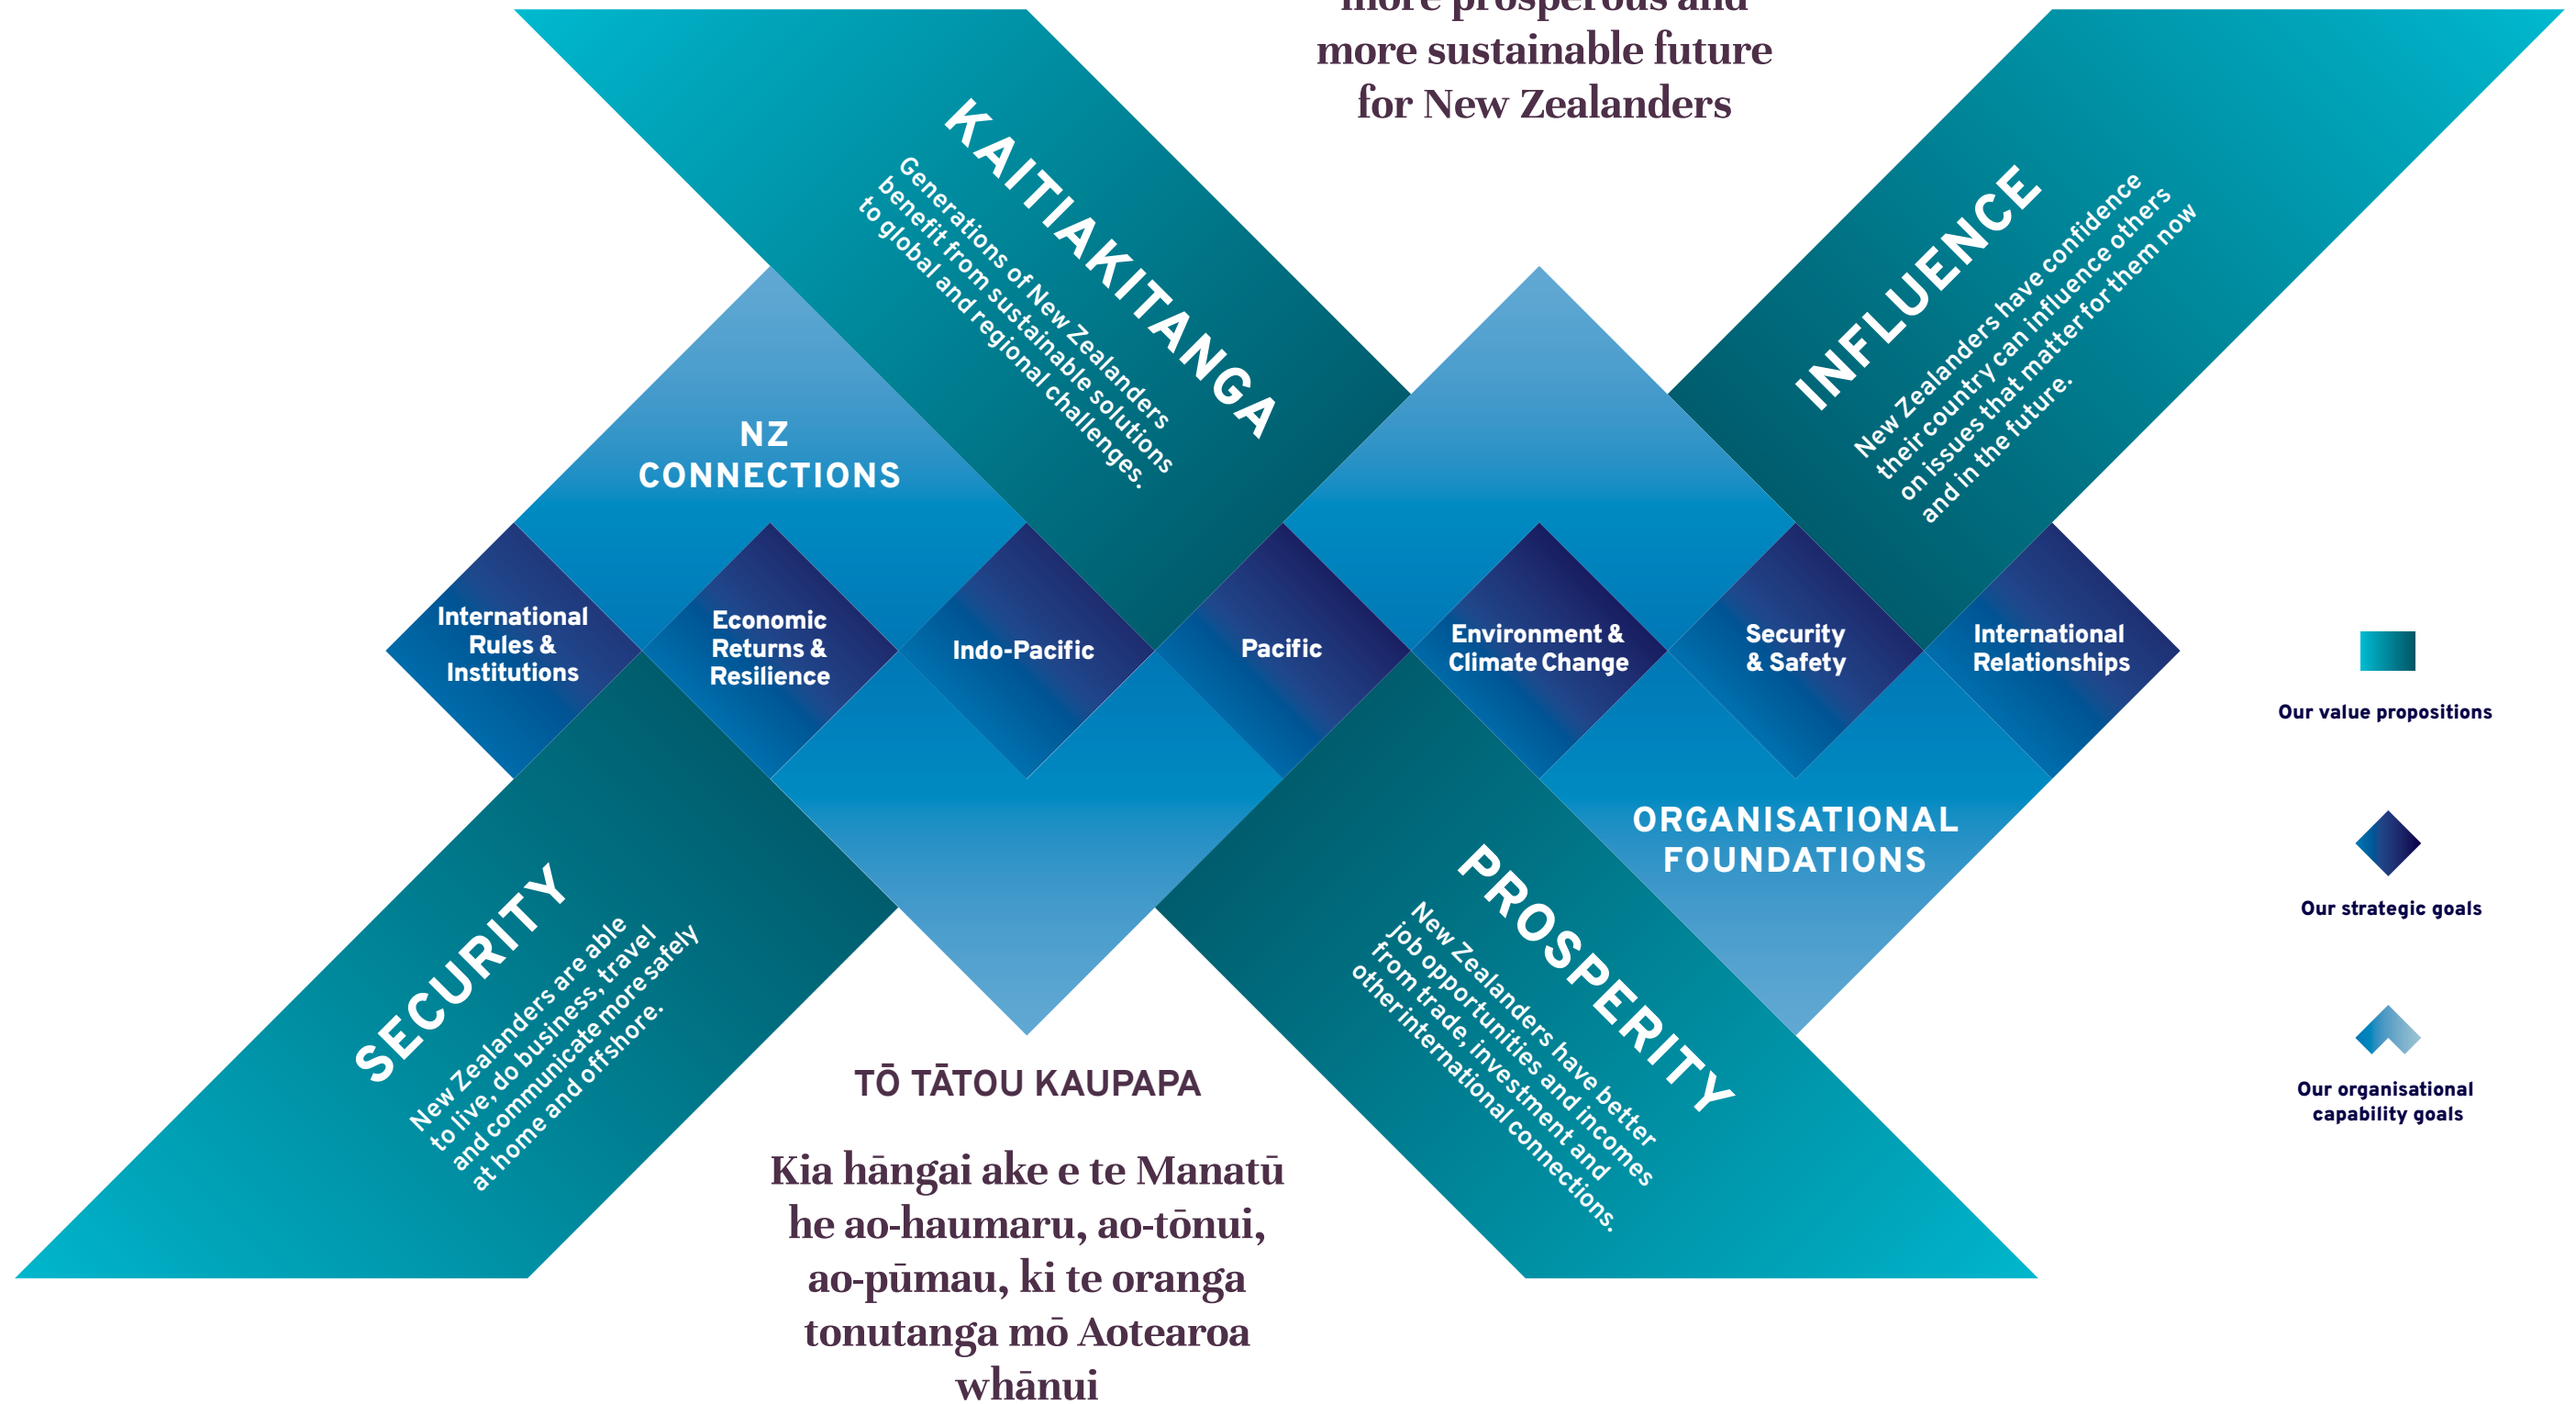 more prosperous and
more sustainable future
for New Zealanders
KAITIAKITANGA
Generations of New Zealanders
benefit from sustainable solutions
to global and regional challenges.
INFLUENCE
New Zealanders have confidence
their country can influence others
on issues that matter for them now
and in the future.
NZ
CONNECTIONS
International
Rules &
Institutions
Economic
Returns &
Resilience
Indo-Pacific
Pacific
Environment &
Climate Change
Security
& Safety
International
Relationships
SECURITY
New Zealanders are able
to live, do business, travel
and communicate more safely
at home and offshore.
PROSPERITY
New Zealanders have better
job opportunities and incomes
from trade, investment and
other international connections.
ORGANISATIONAL
FOUNDATIONS
TŌ TĀTOU KAUPAPA
Kia hāngai ake e te Manatū
he ao-haumaru, ao-tōnui,
ao-pūmau, ki te oranga
tonutanga mō Aotearoa
whānui
Our value propositions
Our strategic goals
Our organisational
capability goals